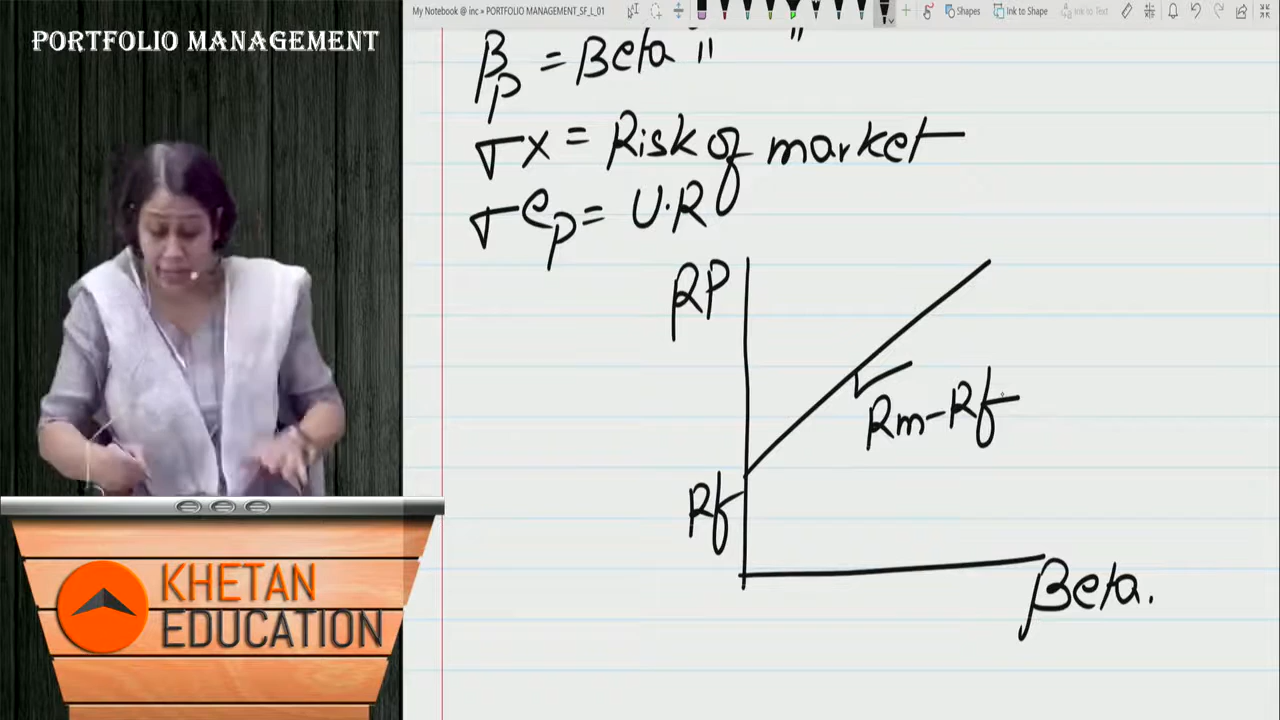 PORTFOLIO MANAGEMENT
My Notebook @ inc » PORTFOLIO MANAGEMENT_SF_L_01
Shapes
Ink to Shape
Ink to Text
βp = Beta " "
σx = Risk of market
σep = U.R
RP
Rm-Rf
Rf
Beta.
KHETAN
EDUCATION